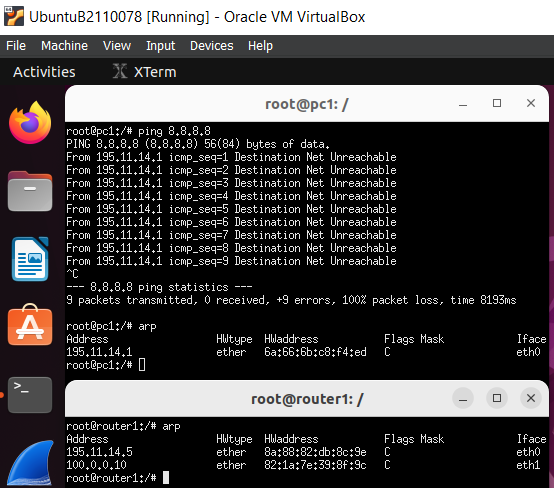 UbuntuB2110078 [Running] - Oracle VM VirtualBox
File Machine View Input Devices Help
Activities XTerm
root@pc1: /
root@pc1:/# ping 8.8.8.8
PING 8.8.8.8 (8.8.8.8) 56(84) bytes of data.
From 195.11.14.1 icmp_seq=1 Destination Net Unreachable
From 195.11.14.1 icmp_seq=2 Destination Net Unreachable
From 195.11.14.1 icmp_seq=3 Destination Net Unreachable
From 195.11.14.1 icmp_seq=4 Destination Net Unreachable
From 195.11.14.1 icmp_seq=5 Destination Net Unreachable
From 195.11.14.1 icmp_seq=6 Destination Net Unreachable
From 195.11.14.1 icmp_seq=7 Destination Net Unreachable
From 195.11.14.1 icmp_seq=8 Destination Net Unreachable
From 195.11.14.1 icmp_seq=9 Destination Net Unreachable
^C
--- 8.8.8.8 ping statistics ---
9 packets transmitted, 0 received, +9 errors, 100% packet loss, time 8193ms
root@pc1:/# arp
Address HWtype HWaddress Flags Mask Iface
195.11.14.1 ether 6a:66:6b:c8:f4:ed C eth0
root@pc1:/#
root@router1: /
root@router1:/# arp
Address HWtype HWaddress Flags Mask Iface
195.11.14.5 ether 8a:88:82:db:8c:9e C eth0
100.0.0.10 ether 82:1a:7e:39:8f:9c C eth1
root@router1:/#